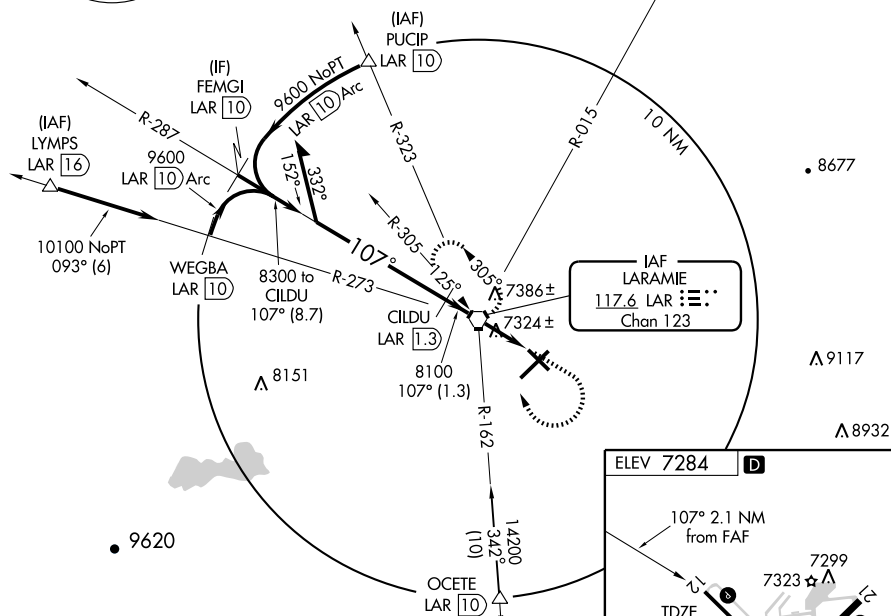 (IAF)
PUCIP
LAR 10
(IF)
FEMGI
LAR 10
9600 NoPT
LAR 10 Arc
R-287
(IAF)
LYMPS
LAR 16
9600
LAR 10 Arc
152°
332°
R-323
R-015
10 NM
8677
10100 NoPT
093° (6)
WEGBA
LAR 10
8300 to
CILDU
107° (8.7)
R-273
107°
R-305
125°
305°
7386±
7324±
IAF
LARAMIE
117.6 LAR
Chan 123
CILDU
LAR 1.3
8100
107° (1.3)
8151
9117
8932
R-162
14200
342°
(10)
9620
OCETE
LAR 10
ELEV 7284 D
107° 2.1 NM
from FAF
7299
7323
12
21
P
TDZE